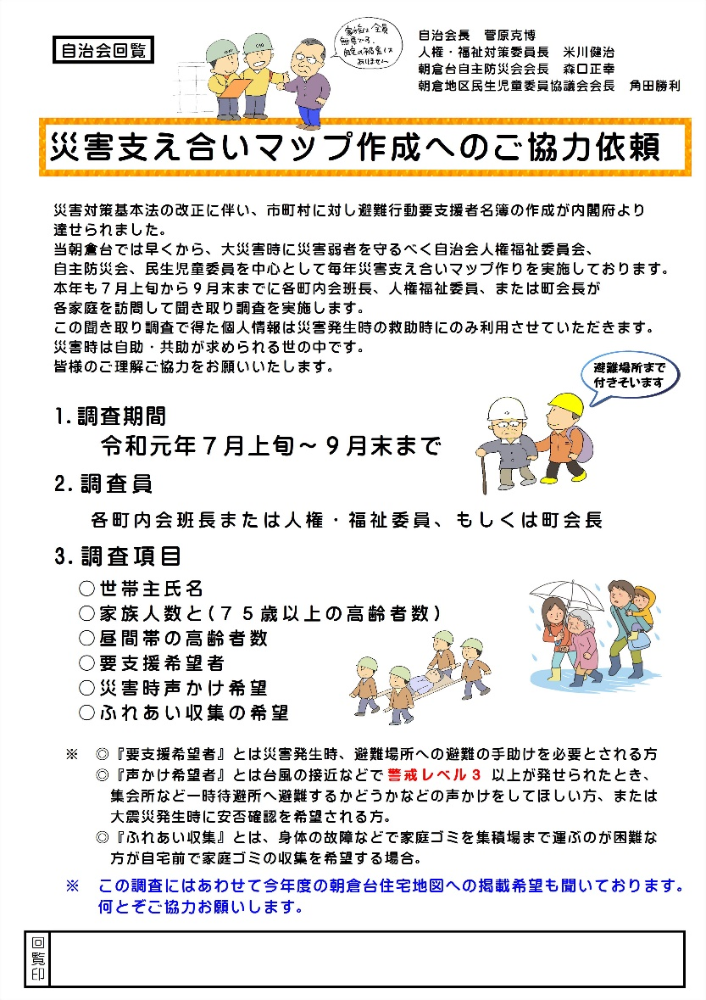 自治会回覧
家族は全員
無事です。
自宅の被害は
ありません
自治会長　菅原克博
人権・福祉対策委員長　米川健治
朝倉台自主防災会会長　森口正幸
朝倉地区民生児童委員協議会会長　角田勝利
災害支え合いマップ作成へのご協力依頼
災害対策基本法の改正に伴い、市町村に対し避難行動要支援者名簿の作成が内閣府より
達せられました。
当朝倉台では早くから、大災害時に災害弱者を守るべく自治会人権福祉委員会、
自主防災会、民生児童委員を中心として毎年災害支え合いマップ作りを実施しております。
本年も７月上旬から９月末までに各町内会班長、人権福祉委員、または町会長が
各家庭を訪問して聞き取り調査を実施します。
この聞き取り調査で得た個人情報は災害発生時の救助時にのみ利用させていただきます。
災害時は自助・共助が求められる世の中です。
皆様のご理解ご協力をお願いいたします。
避難場所まで
付きそいます
1.調査期間
令和元年７月上旬～９月末まで
2.調査員
各町内会班長または人権・福祉委員、もしくは町会長
3.調査項目
○世帯主氏名
○家族人数と(７５歳以上の高齢者数)
○昼間帯の高齢者数
○要支援希望者
○災害時声かけ希望
○ふれあい収集の希望
※　◎『要支援希望者』とは災害発生時、避難場所への避難の手助けを必要とされる方
◎『声かけ希望者』とは台風の接近などで警戒レベル３ 以上が発せられたとき、
集会所など一時待避所へ避難するかどうかなどの声かけをしてほしい方、または
大震災発生時に安否確認を希望される方。
◎『ふれあい収集』とは、身体の故障などで家庭ゴミを集積場まで運ぶのが困難な
方が自宅前で家庭ゴミの収集を希望する場合。
※　この調査にはあわせて今年度の朝倉台住宅地図への掲載希望も聞いております。
何とぞご協力お願いします。
回覧印